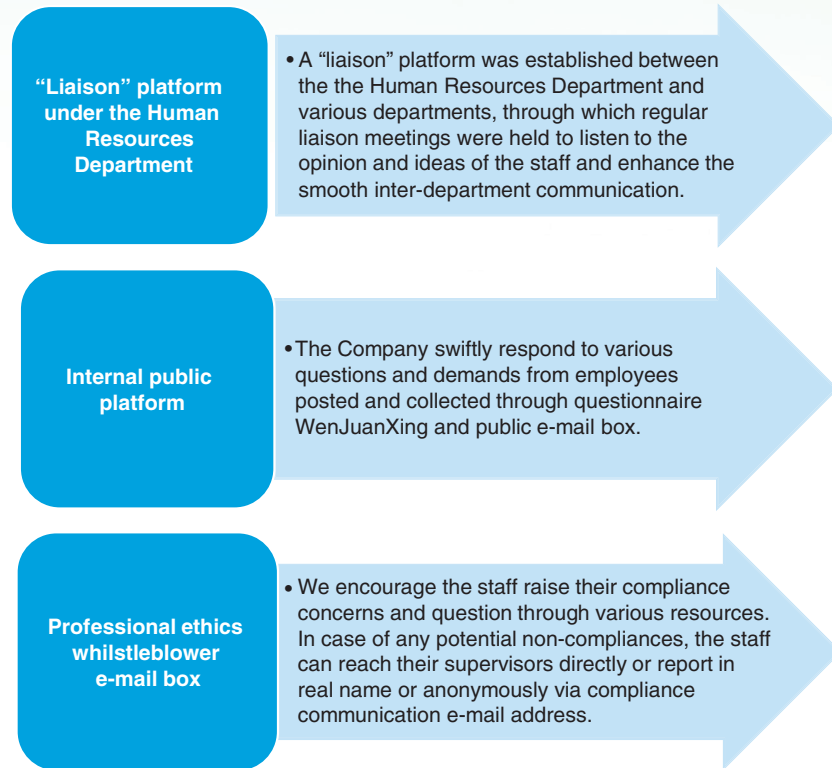 “Liaison” platform
under the Human
Resources
Department
• A “liaison” platform was established between
the the Human Resources Department and
various departments, through which regular
liaison meetings were held to listen to the
opinion and ideas of the staff and enhance the
smooth inter-department communication.
Internal public
platform
• The Company swiftly respond to various
questions and demands from employees
posted and collected through questionnaire
WenJuanXing and public e-mail box.
Professional ethics
whilstleblower
e-mail box
• We encourage the staff raise their compliance
concerns and question through various resources.
In case of any potential non-compliances, the staff
can reach their supervisors directly or report in
real name or anonymously via compliance
communication e-mail address.